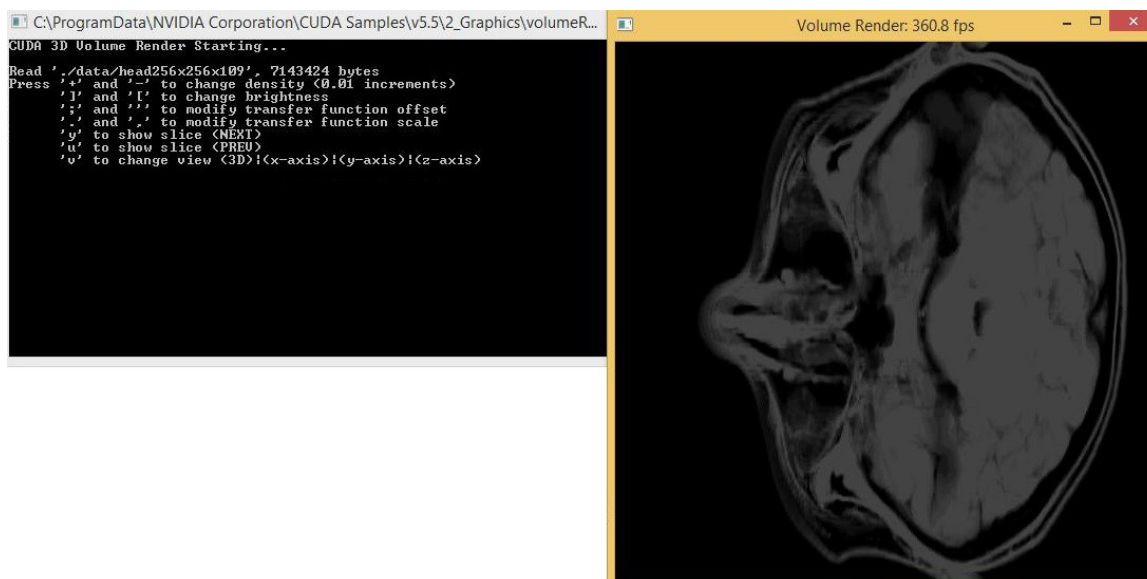 C:\ProgramData\NVIDIA Corporation\CUDA Samples\v5.5\2_Graphics\volumeR...
CUDA 3D Volume Render Starting...
Read './data/head256x256x109', 7143424 bytes
Press '+' and '-' to change density (0.01 increments)
']' and '[' to change brightness
';' and ''' to modify transfer function offset
'.' and ',' to modify transfer function scale
'y' to show slice (NEXT)
'u' to show slice (PREV)
'v' to change view (3D)¦(x-axis)¦(y-axis)¦(z-axis)
Volume Render: 360.8 fps